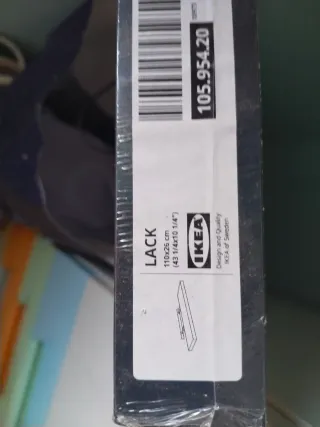 105.954.20
LACK
110x26 cm
(43 1/4x10 1/4")
IKEA
Design and Quality
IKEA of Sweden